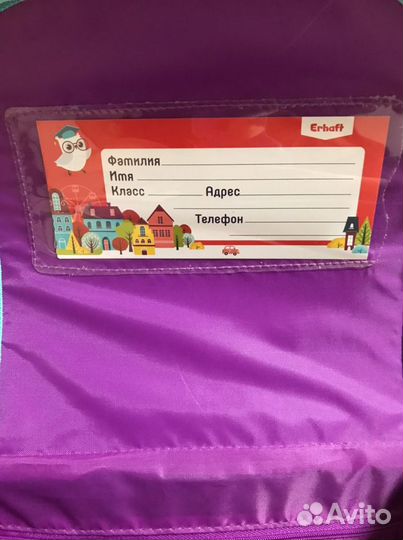 Erhaft
Фамилия
Имя
Класс Адрес
Телефон
Avito